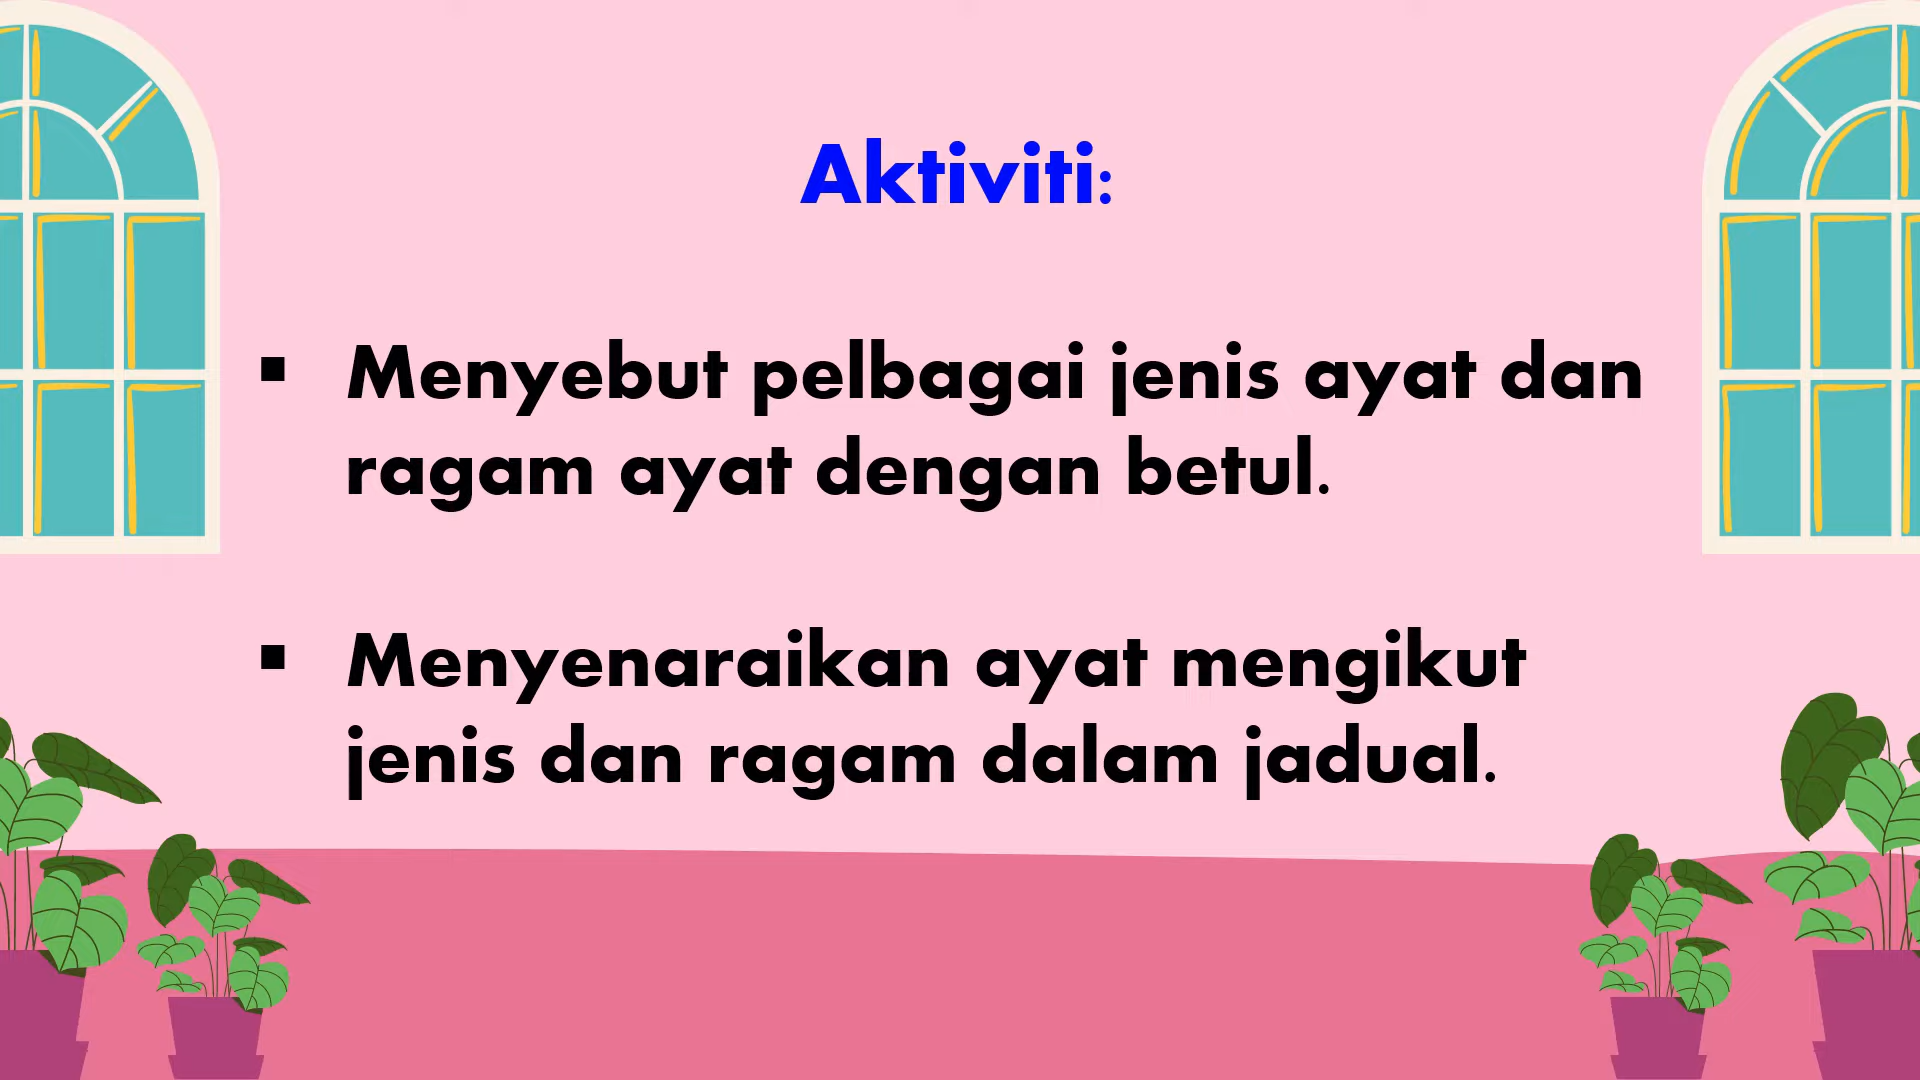 Aktiviti:
▪ Menyebut pelbagai jenis ayat dan
ragam ayat dengan betul.
▪ Menyenaraikan ayat mengikut
jenis dan ragam dalam jadual.